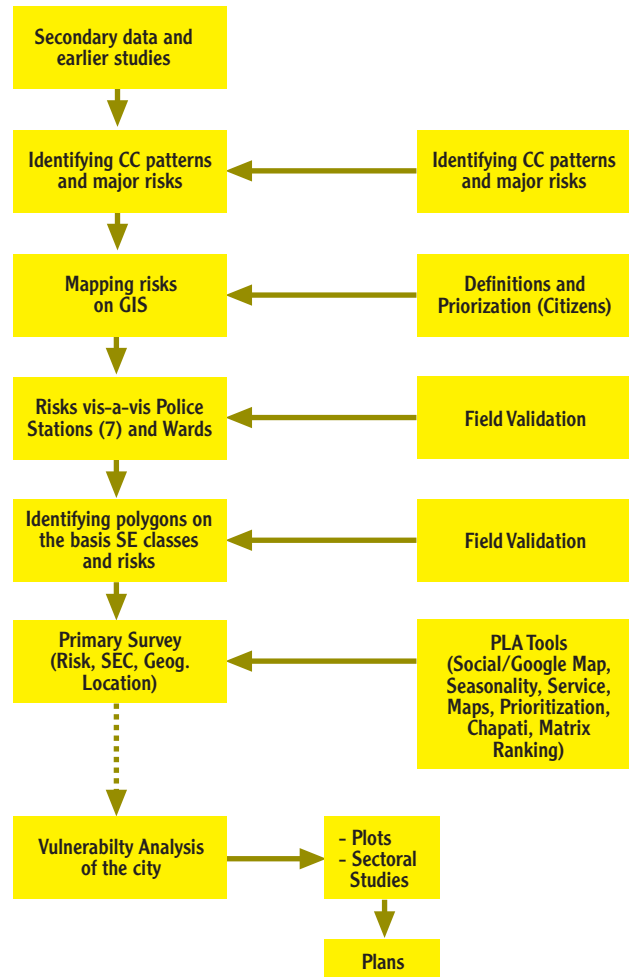 Secondary data and
earlier studies
Identifying CC patterns
and major risks
Identifying CC patterns
and major risks
Mapping risks
on GIS
Definitions and
Priorization (Citizens)
Risks vis-a-vis Police
Stations (7) and Wards
Field Validation
Identifying polygons on
the basis SE classes
and risks
Field Validation
Primary Survey
(Risk, SEC, Geog.
Location)
PLA Tools
(Social/Google Map,
Seasonality, Service,
Maps, Prioritization,
Chapati, Matrix
Ranking)
Vulnerabilty Analysis
of the city
- Plots
- Sectoral
Studies
Plans